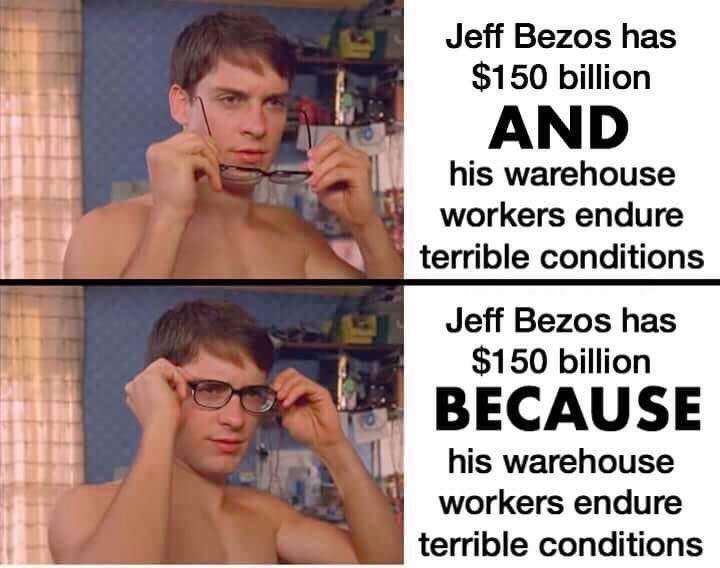 Jeff Bezos has
$150 billion
AND
his warehouse
workers endure
terrible conditions
Jeff Bezos has
$150 billion
BECAUSE
his warehouse
workers endure
terrible conditions